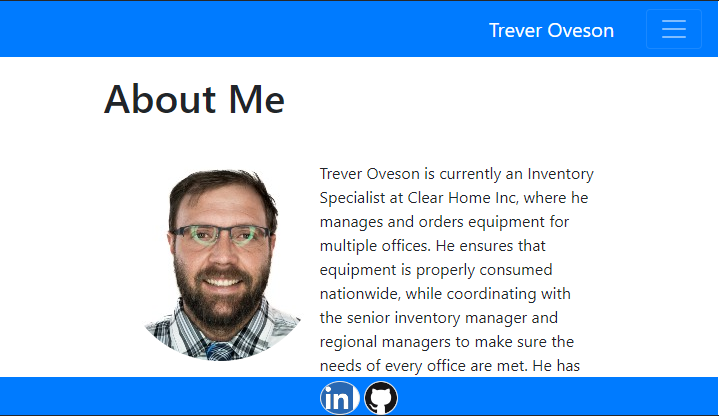 Trever Oveson
About Me
Trever Oveson is currently an Inventory
Specialist at Clear Home Inc, where he
manages and orders equipment for
multiple offices. He ensures that
equipment is properly consumed
nationwide, while coordinating with
the senior inventory manager and
regional managers to make sure the
needs of every office are met. He has
in